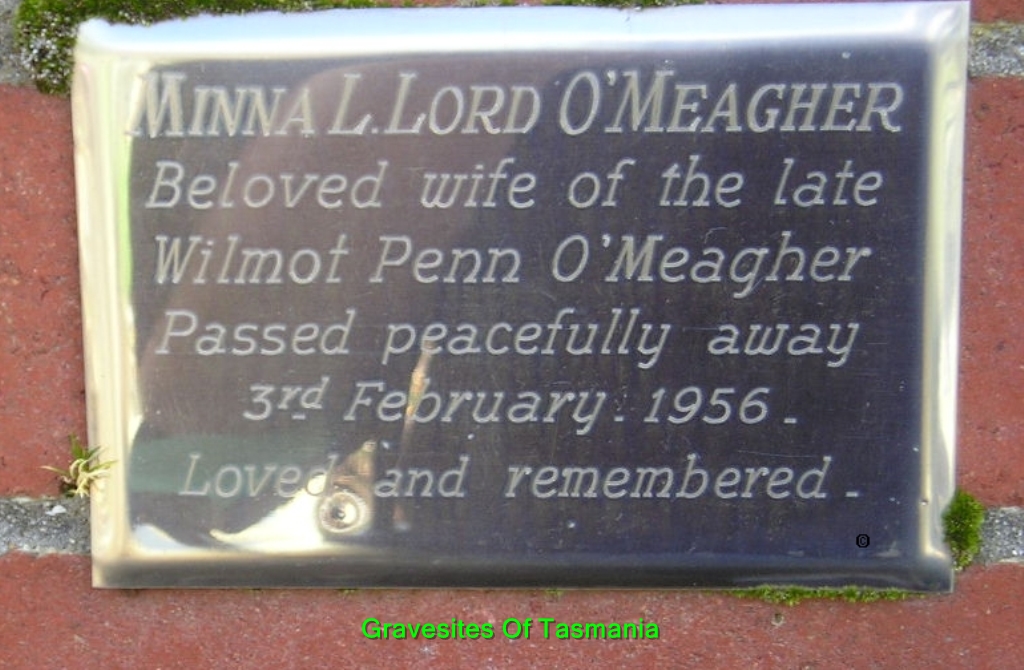 MINNA L. LORD O'MEAGHER
Beloved wife of the late
Wilmot Penn O'Meagher
Passed peacefully away
3rd February. 1956.
Loved and remembered.
©
Gravesites Of Tasmania